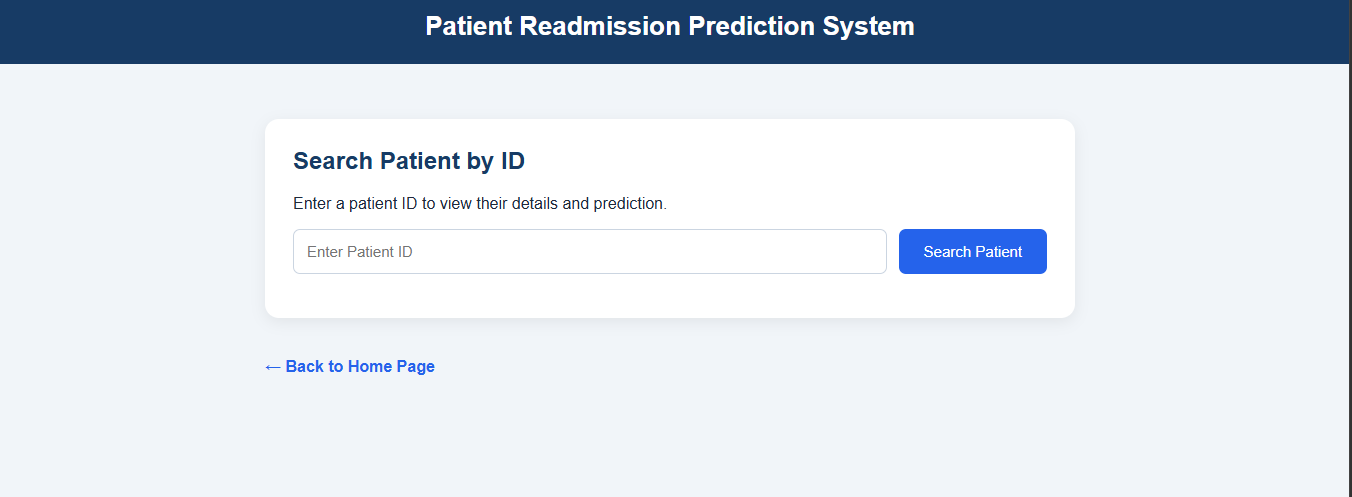 Patient Readmission Prediction System
Search Patient by ID
Enter a patient ID to view their details and prediction.
Enter Patient ID
Search Patient
← Back to Home Page